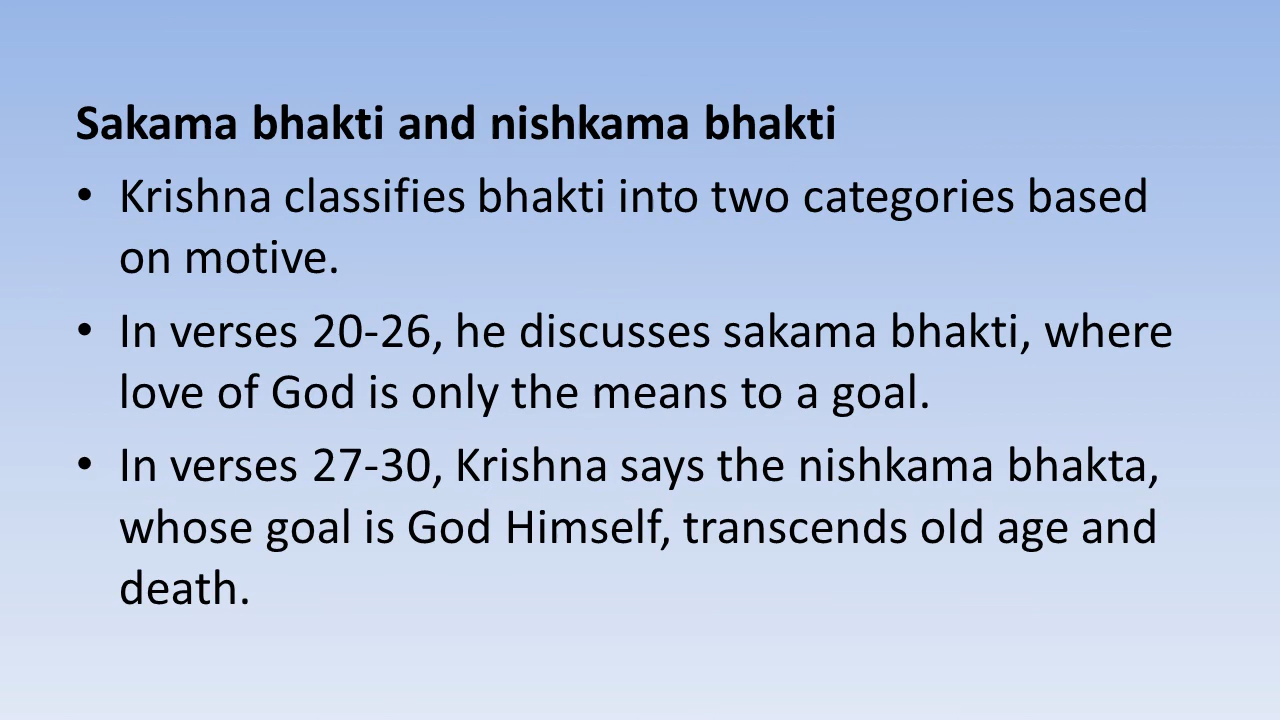 Sakama bhakti and nishkama bhakti
• Krishna classifies bhakti into two categories based
on motive.
• In verses 20-26, he discusses sakama bhakti, where
love of God is only the means to a goal.
• In verses 27-30, Krishna says the nishkama bhakta,
whose goal is God Himself, transcends old age and
death.